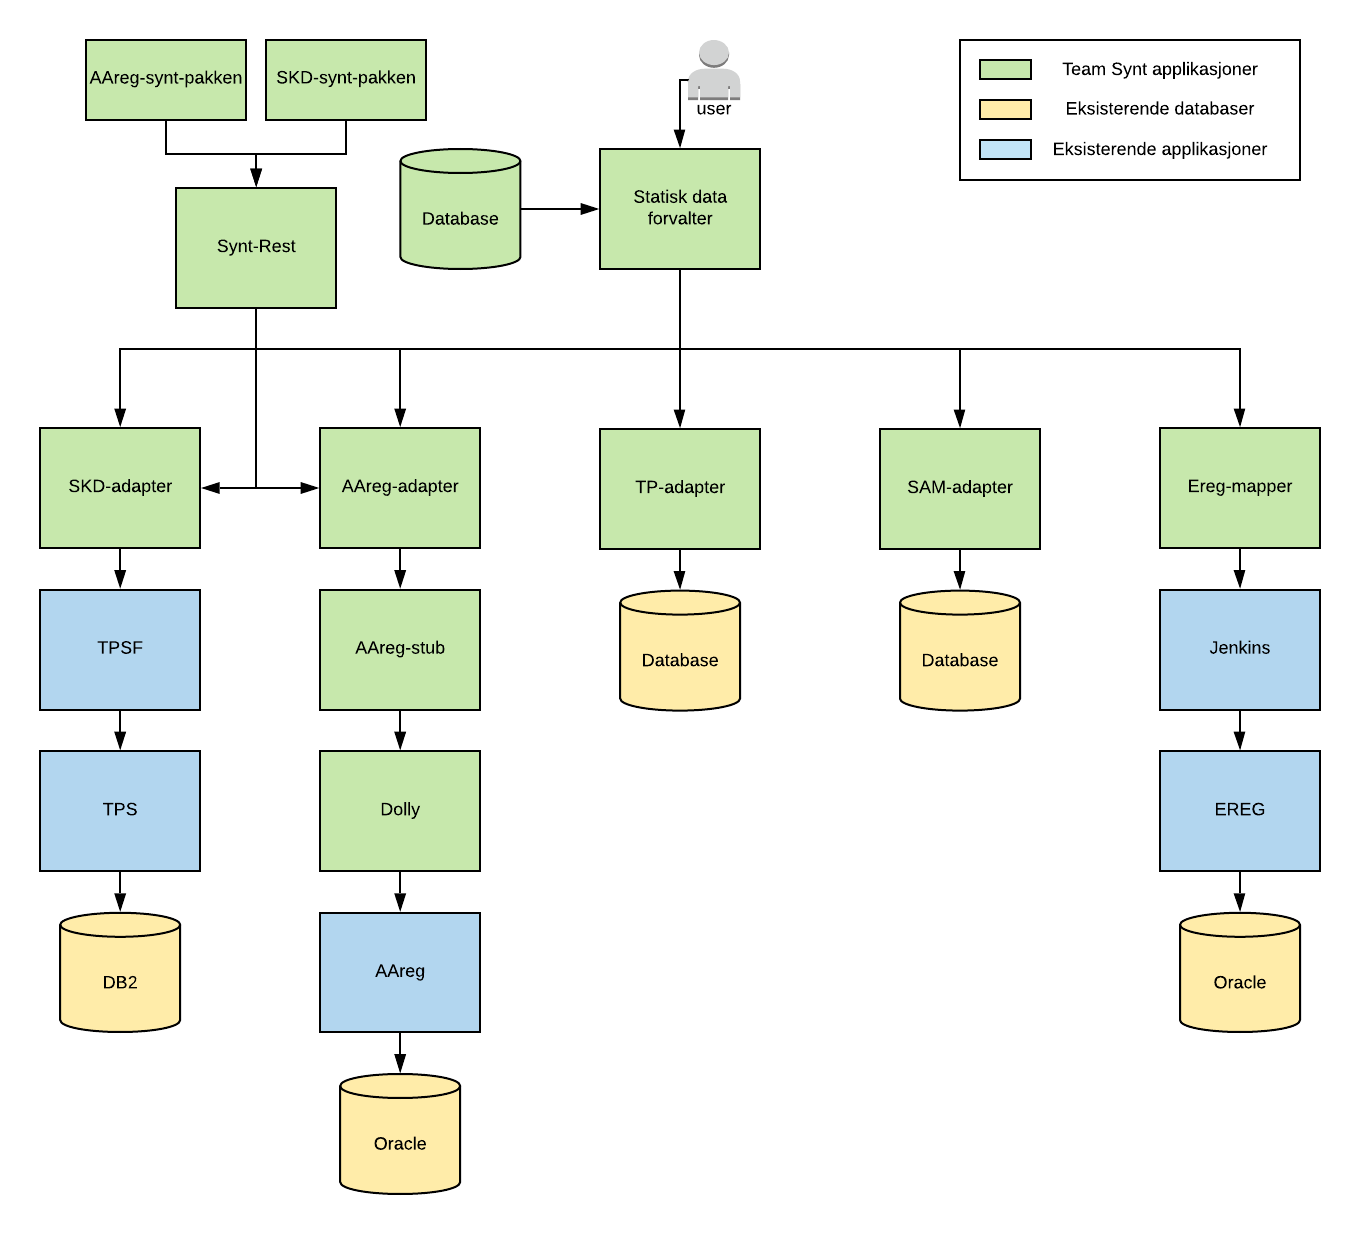 AAreg-synt-pakken
SKD-synt-pakken
user
Team Synt applikasjoner
Eksisterende databaser
Eksisterende applikasjoner
Synt-Rest
Database
Statisk data
forvalter
SKD-adapter
AAreg-adapter
TP-adapter
SAM-adapter
Ereg-mapper
TPSF
AAreg-stub
Database
Database
Jenkins
TPS
Dolly
EREG
DB2
AAreg
Oracle
Oracle